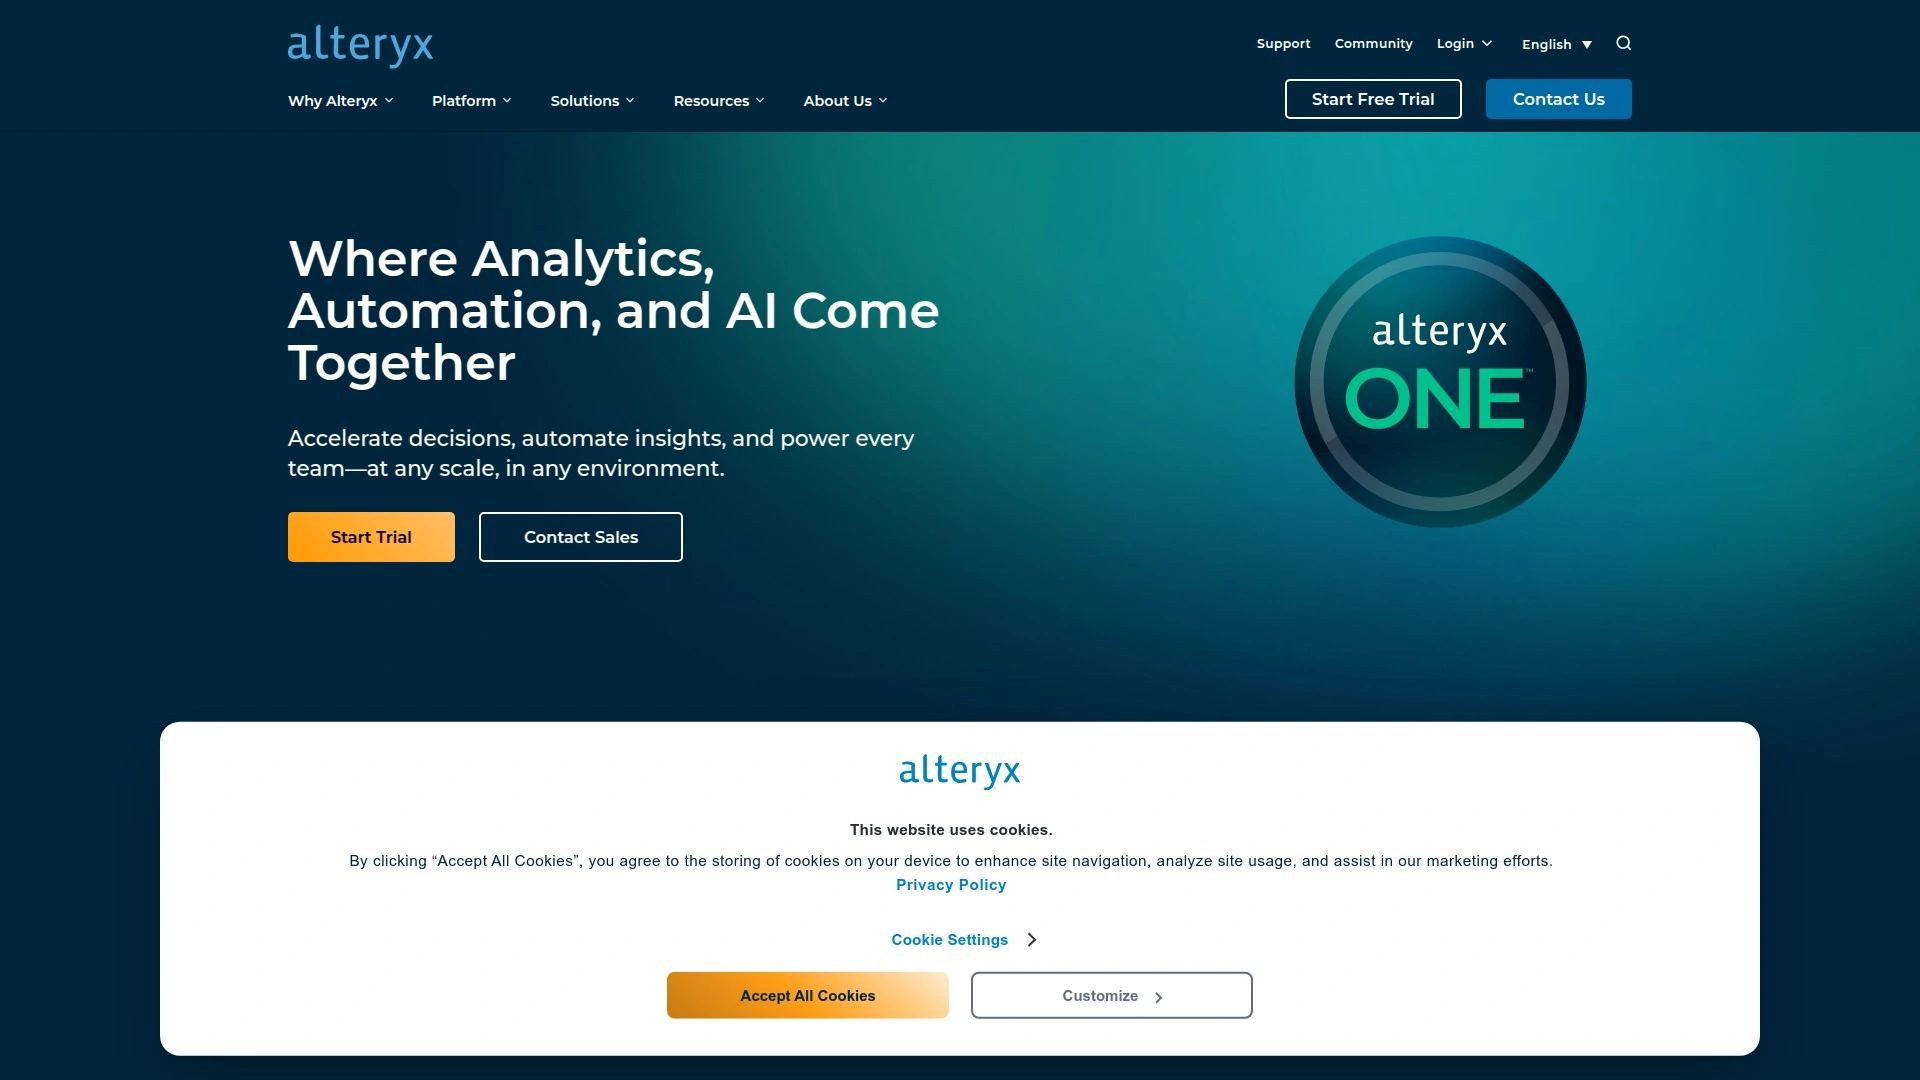 alteryx
Support
Community
Login
English
Why Alteryx
Platform
Solutions
Resources
About Us
Start Free Trial
Contact Us
Where Analytics,
Automation, and AI Come
Together
Accelerate decisions, automate insights, and power every
team—at any scale, in any environment.
Start Trial
Contact Sales
alteryx
ONE™
alteryx
This website uses cookies.
By clicking “Accept All Cookies”, you agree to the storing of cookies on your device to enhance site navigation, analyze site usage, and assist in our marketing efforts.
Privacy Policy
Cookie Settings
Accept All Cookies
Customize